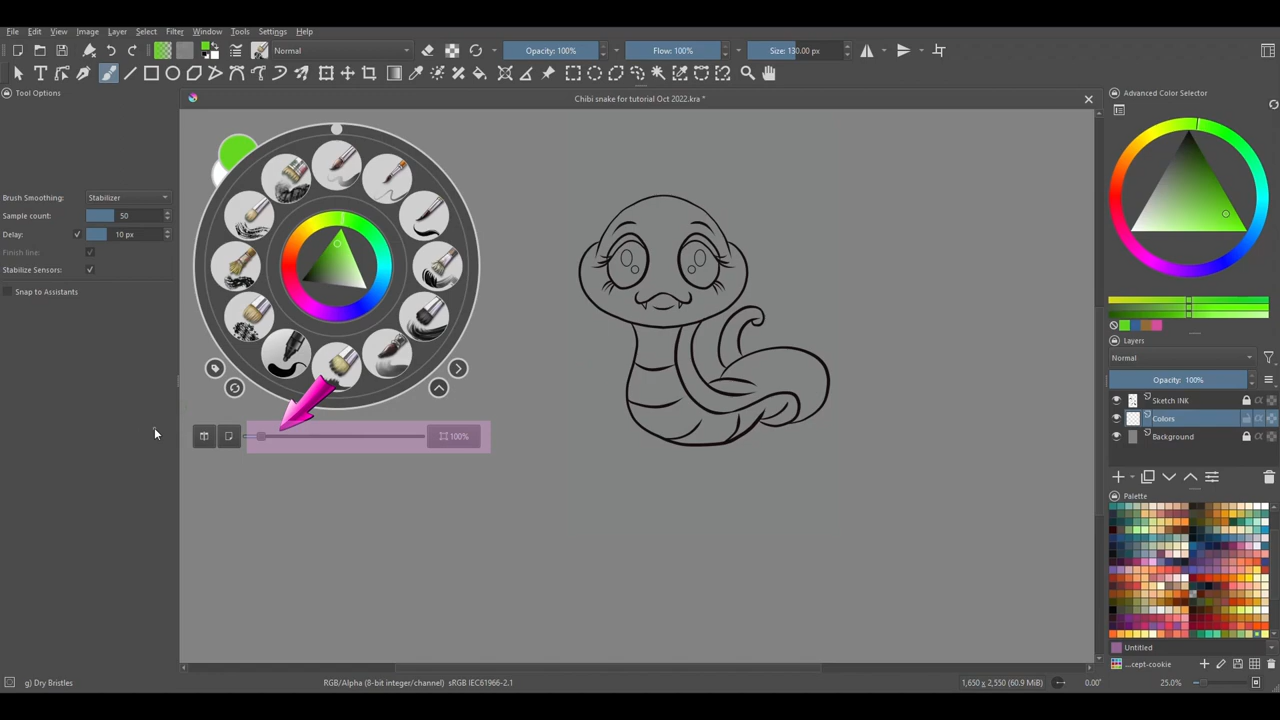 File Edit View Image Layer Select Filter Window Tools Settings Help
Normal
Opacity: 100%
Flow: 100%
Size: 130.00 px
Tool Options
Chibi snake for tutorial Oct 2022.kra *
Advanced Color Selector
Brush Smoothing: Stabilizer
Sample count: 50
Delay: 10 px
Finish line:
Stabilize Sensors:
Snap to Assistants
100%
Layers
Normal
Opacity: 100%
Sketch INK
Colors
Background
Palette
Untitled
...cept-cookie
g) Dry Bristles
RGB/Alpha (8-bit integer/channel) sRGB IEC61966-2.1
1,650 x 2,550 (60.9 MiB)
0.00°
25.0%